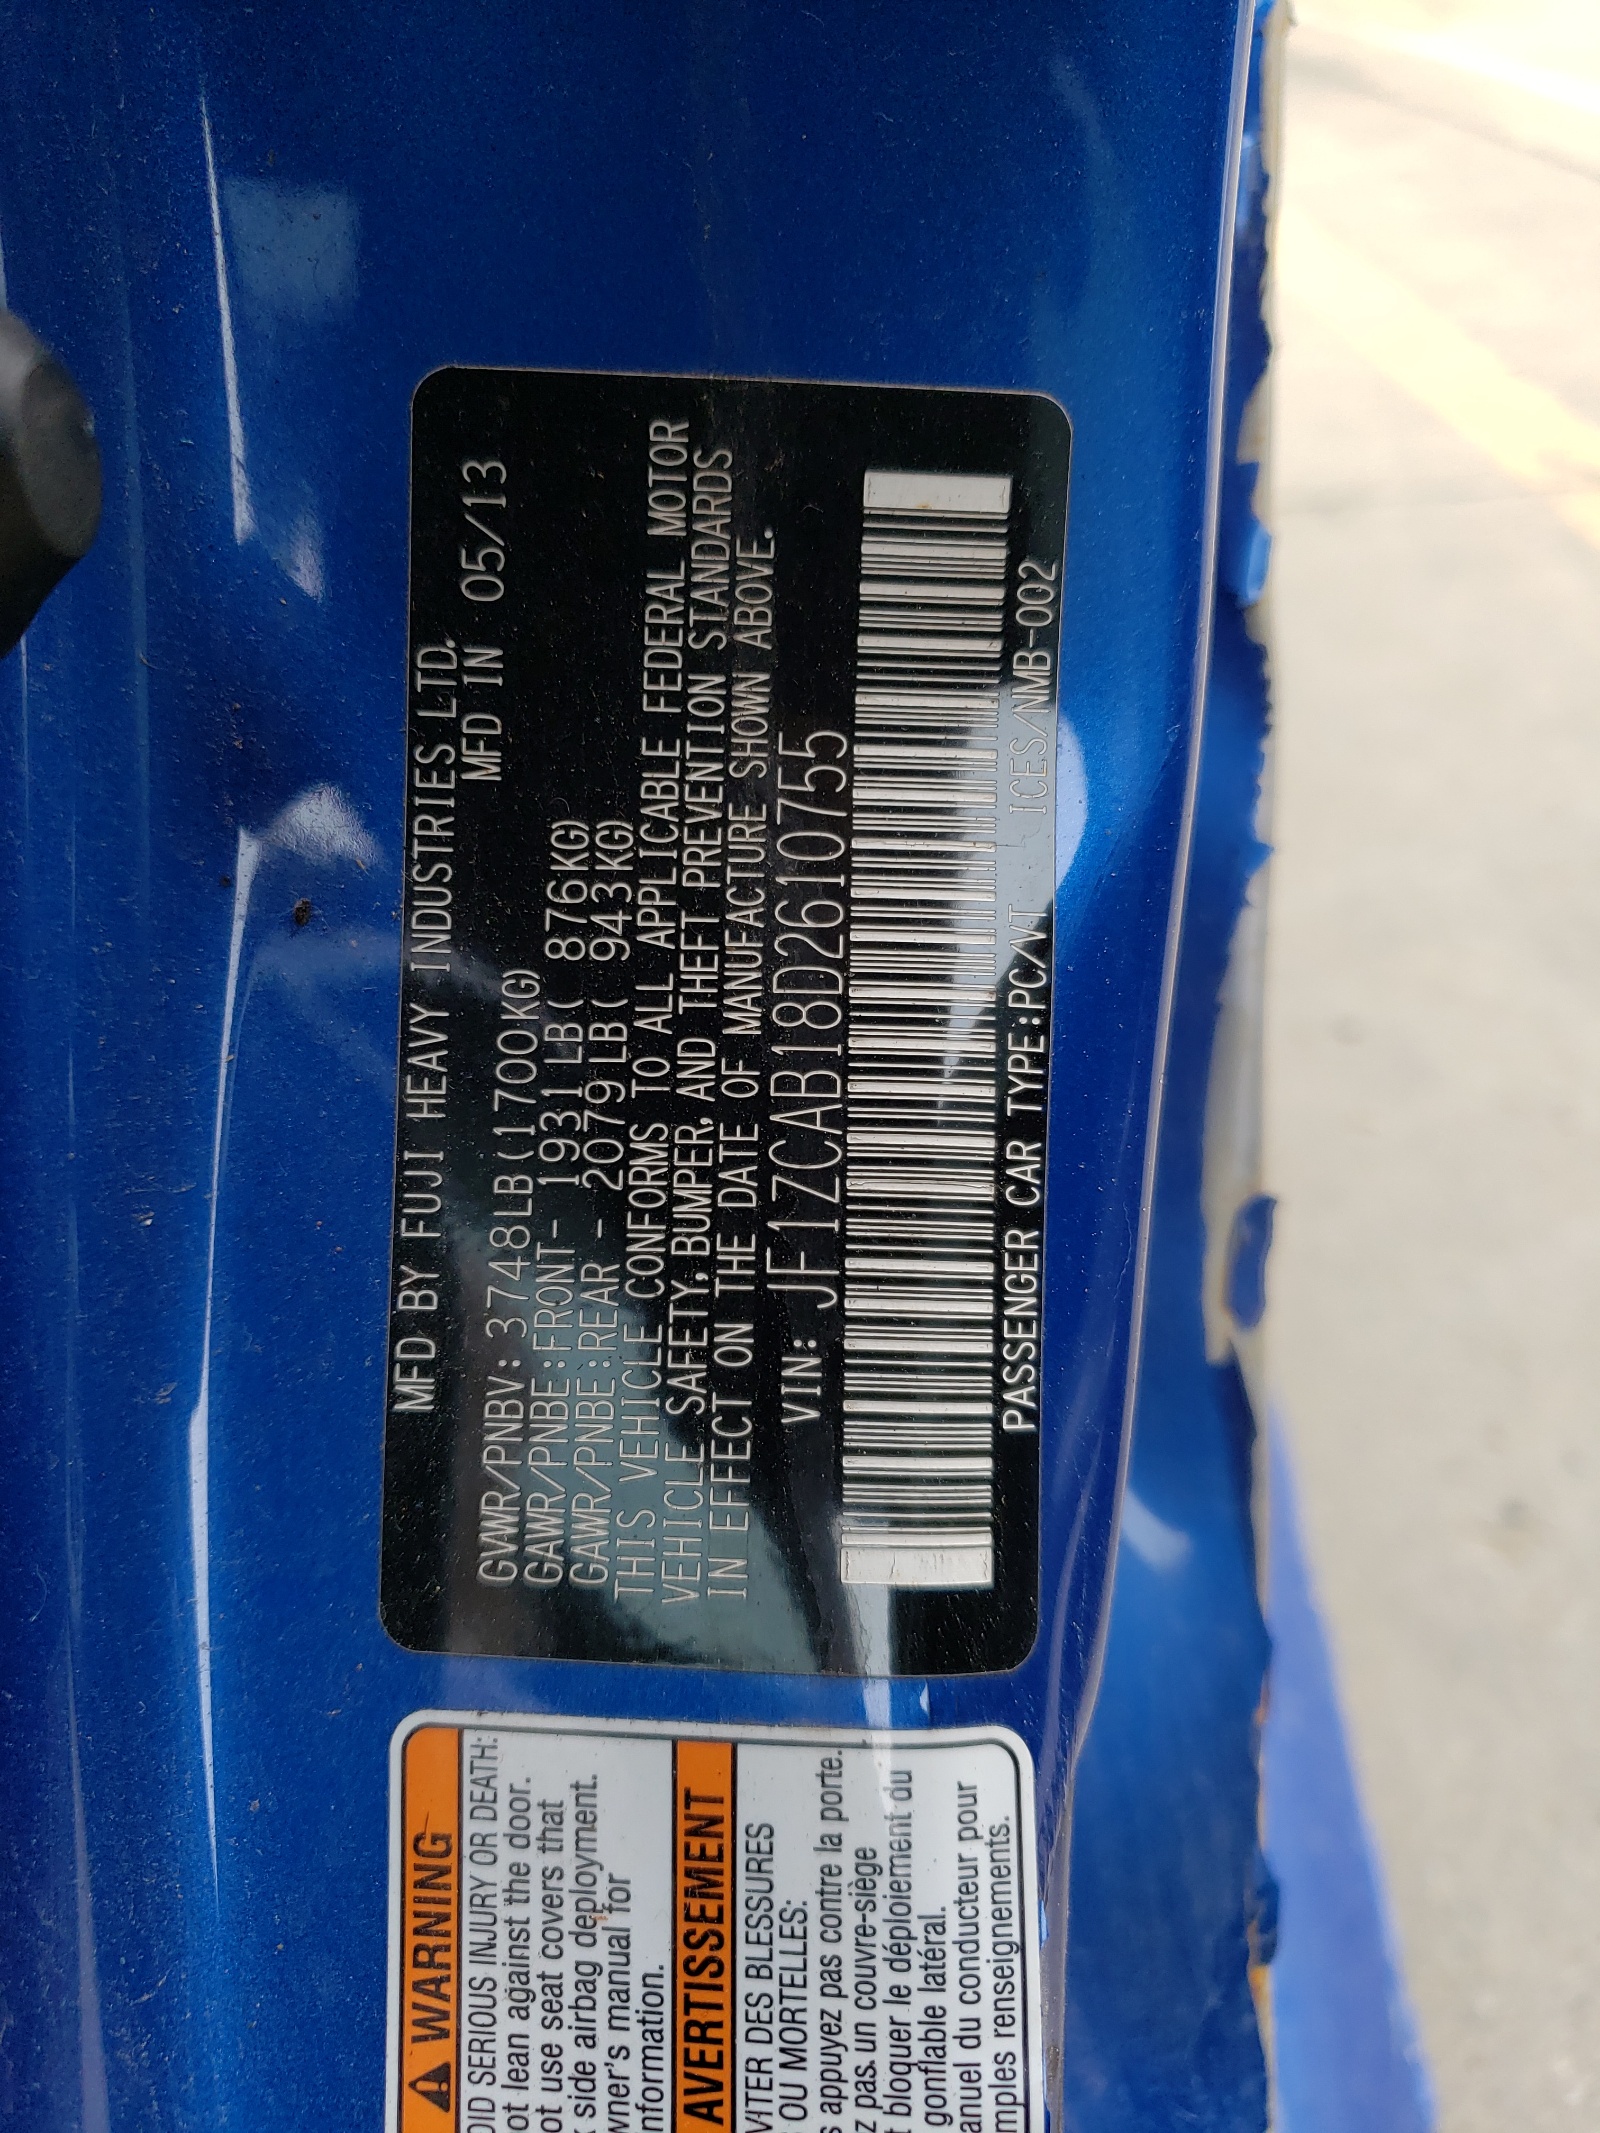 MFD BY FUJI HEAVY INDUSTRIES LTD.
MFD IN 05/13
GVWR/PNBV:3748LB(1700KG)
GAWR/PNBE:FRONT- 1931LB( 876KG)
GAWR/PNBE:REAR - 2079LB( 943KG)
THIS VEHICLE CONFORMS TO ALL APPLICABLE FEDERAL MOTOR
VEHICLE SAFETY,BUMPER,AND THEFT PREVENTION STANDARDS
IN EFFECT ON THE DATE OF MANUFACTURE SHOWN ABOVE.
VIN: JF1ZCAB18D2610755
PASSENGER CAR TYPE:PC/VT ICES/NMB-002
WARNING
SERIOUS INJURY OR DEATH:
lean against the door.
use seat covers that
side airbag deployment.
manual for
AVERTISSEMENT
DES BLESSURES
OU MORTELLES:
appuyez pas contre la porte.
pas un couvre-siège
bloquer le déploiement du
gonflable latéral.
du conducteur pour
renseignements.